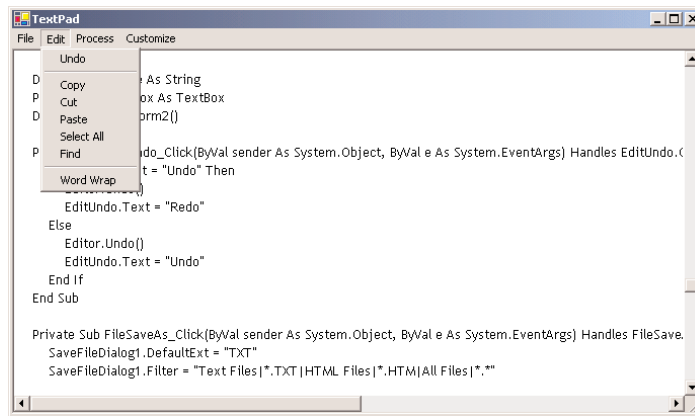 TextPad
File Edit Process Customize
Undo
Copy
Cut
Paste
Select All
Find
Word Wrap
D e As String
P ox As TextBox
D orm2()
P do_Click(ByVal sender As System.Object, ByVal e As System.EventArgs) Handles EditUndo.
t = "Undo" Then
EditUndo.Text = "Redo"
Else
Editor.Undo()
EditUndo.Text = "Undo"
End If
End Sub
Private Sub FileSaveAs_Click(ByVal sender As System.Object, ByVal e As System.EventArgs) Handles FileSave.
SaveFileDialog1.DefaultExt = "TXT"
SaveFileDialog1.Filter = "Text Files|*.TXT|HTML Files|*.HTM|All Files|*.*"